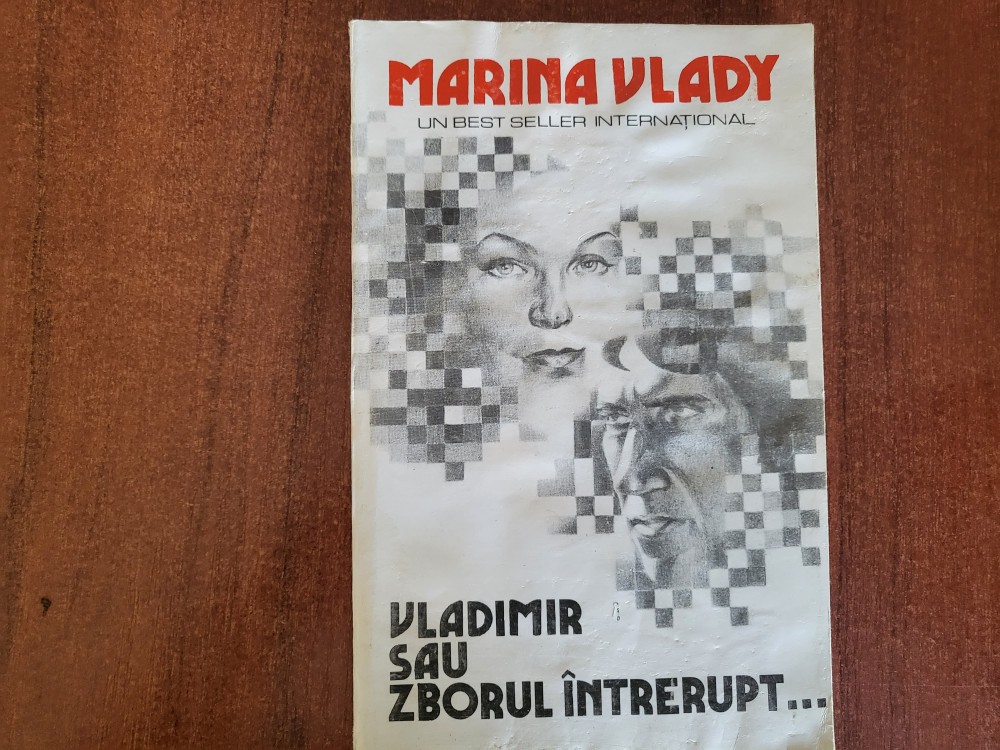 MARINA VLADY
UN BEST SELLER INTERNAȚIONAL
VLADIMIR
SAU
ZBORUL ÎNTRERUPT...